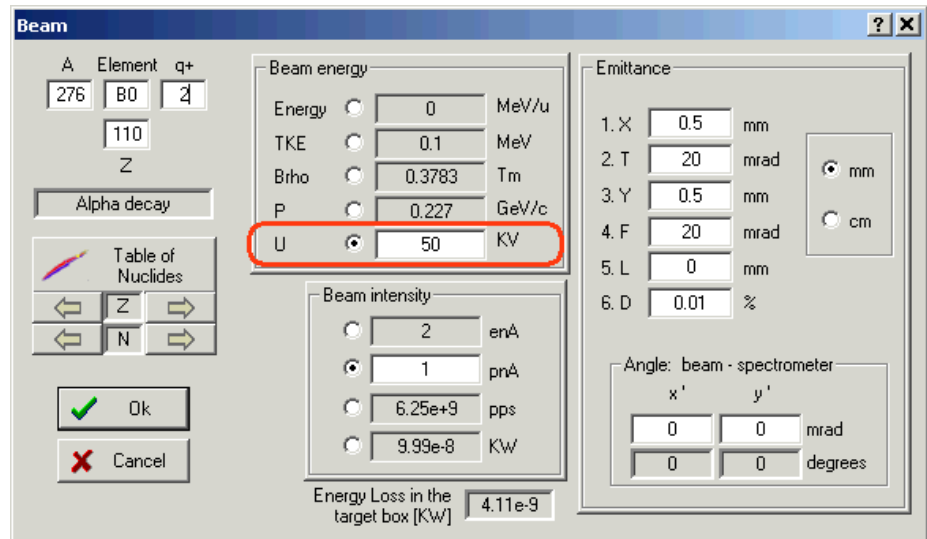 Beam
A Element q+
276 B0 2
110
Z
Alpha decay
Table of
Nuclides
Z
N
Ok
Cancel
Beam energy
Energy 0 MeV/u
TKE 0.1 MeV
Brho 0.3783 Tm
P 0.227 GeV/c
U 50 KV
Beam intensity
2 enA
1 pnA
6.25e+9 pps
9.99e-8 KW
Energy Loss in the
target box [KW] 4.11e-9
Emittance
1. X 0.5 mm
2. T 20 mrad
3. Y 0.5 mm
4. F 20 mrad
5. L 0 mm
6. D 0.01 %
mm
cm
Angle: beam - spectrometer
x ' y '
0 0 mrad
0 0 degrees